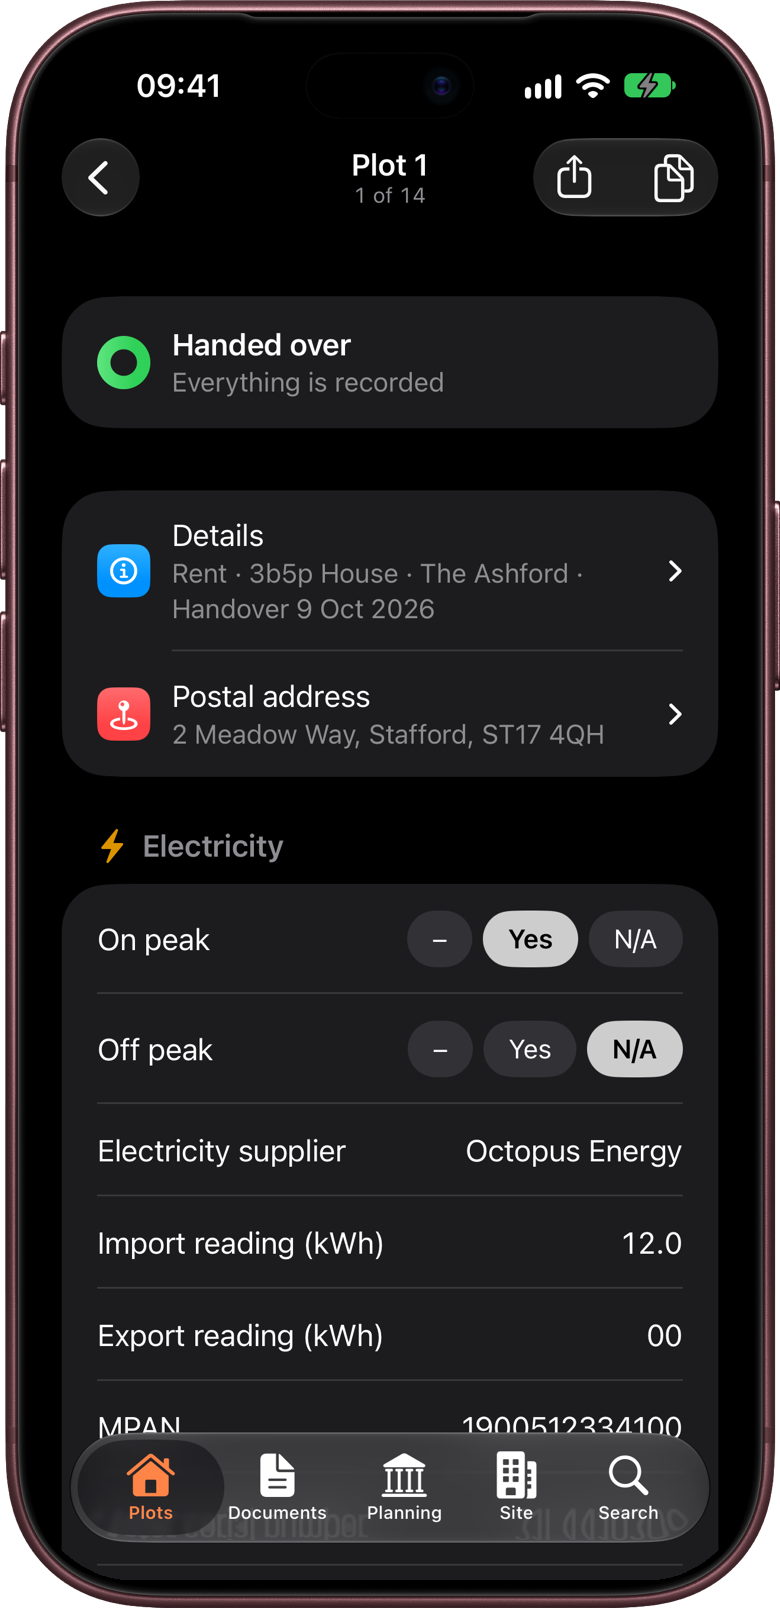 09:41
Plot 1
1 of 14
Handed over
Everything is recorded
Details
Rent · 3b5p House · The Ashford ·
Handover 9 Oct 2026
Postal address
2 Meadow Way, Stafford, ST17 4QH
Electricity
On peak – Yes N/A
Off peak – Yes N/A
Electricity supplier Octopus Energy
Import reading (kWh) 12.0
Export reading (kWh) 00
MPAN 1900512334100
Plots Documents Planning Site Search